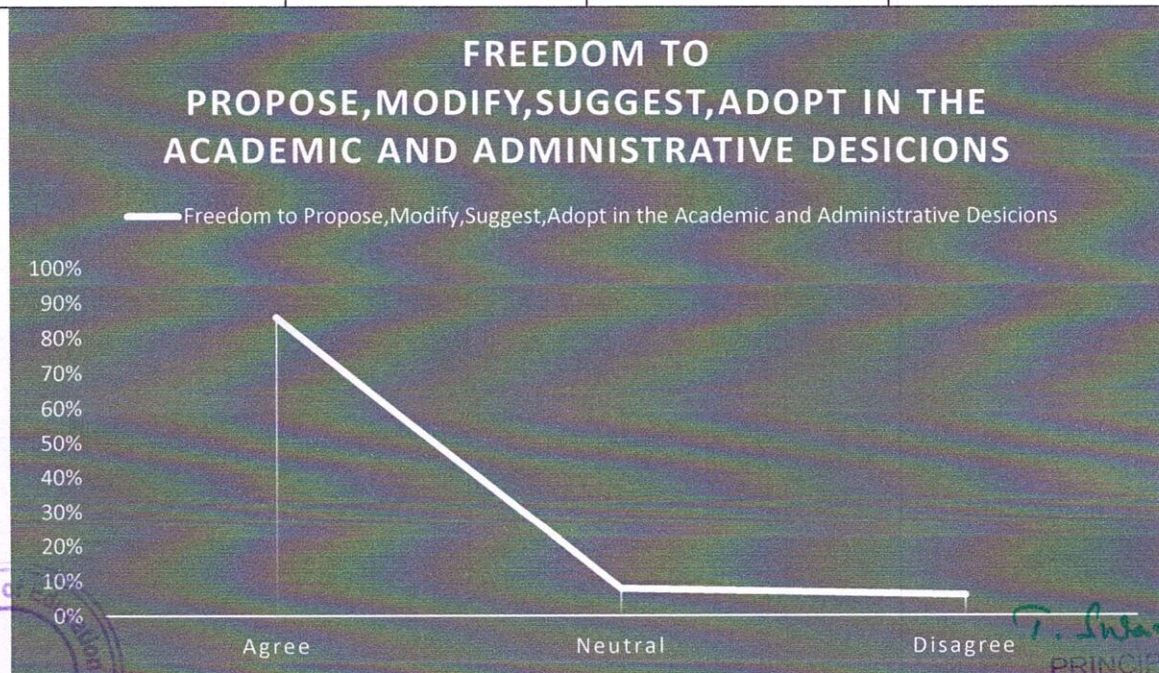 FREEDOM TO
PROPOSE,MODIFY,SUGGEST,ADOPT IN THE
ACADEMIC AND ADMINISTRATIVE DESICIONS
Freedom to Propose,Modify,Suggest,Adopt in the Academic and Administrative Desicions
100%
90%
80%
70%
60%
50%
40%
30%
20%
10%
0%
Agree Neutral Disagree
of Education
T.